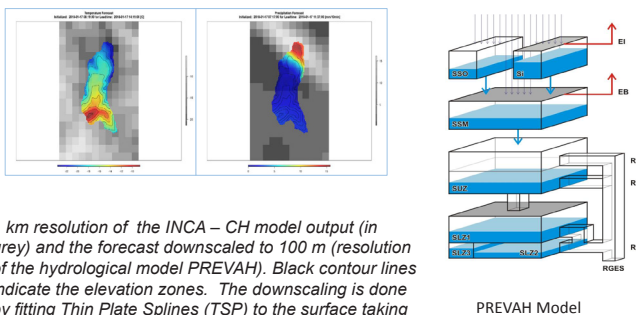 Temperature Forecast
Precipitation Forecast
EI
SSO
SI
EB
SSM
SUZ
R
R
SLZ1
SLZ3
SLZ2
R
RGES
km resolution of the INCA – CH model output (in
grey) and the forecast downscaled to 100 m (resolution
of the hydrological model PREVAH). Black contour lines
indicate the elevation zones. The downscaling is done
by fitting Thin Plate Splines (TSP) to the surface taking
PREVAH Model